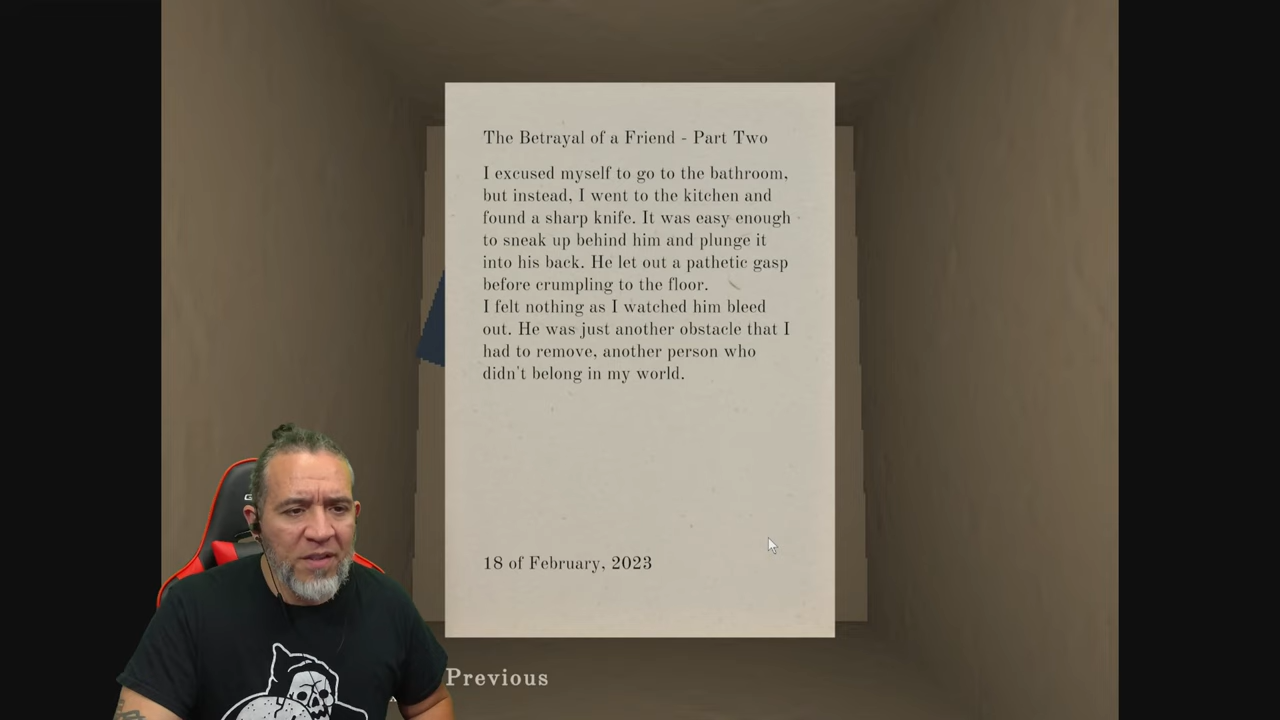 The Betrayal of a Friend - Part Two
I excused myself to go to the bathroom,
but instead, I went to the kitchen and
found a sharp knife. It was easy enough
to sneak up behind him and plunge it
into his back. He let out a pathetic gasp
before crumpling to the floor.
I felt nothing as I watched him bleed
out. He was just another obstacle that I
had to remove, another person who
didn't belong in my world.
18 of February, 2023
Previous